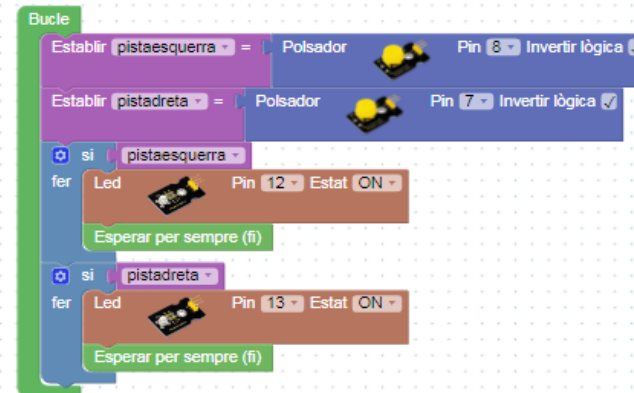 Bucle
Establir pistaesquerra = Polsador Pin 8 Invertir lògica
Establir pistadreta = Polsador Pin 7 Invertir lògica
si pistaesquerra
fer Led Pin 12 Estat ON
Esperar per sempre (fi)
si pistadreta
fer Led Pin 13 Estat ON
Esperar per sempre (fi)